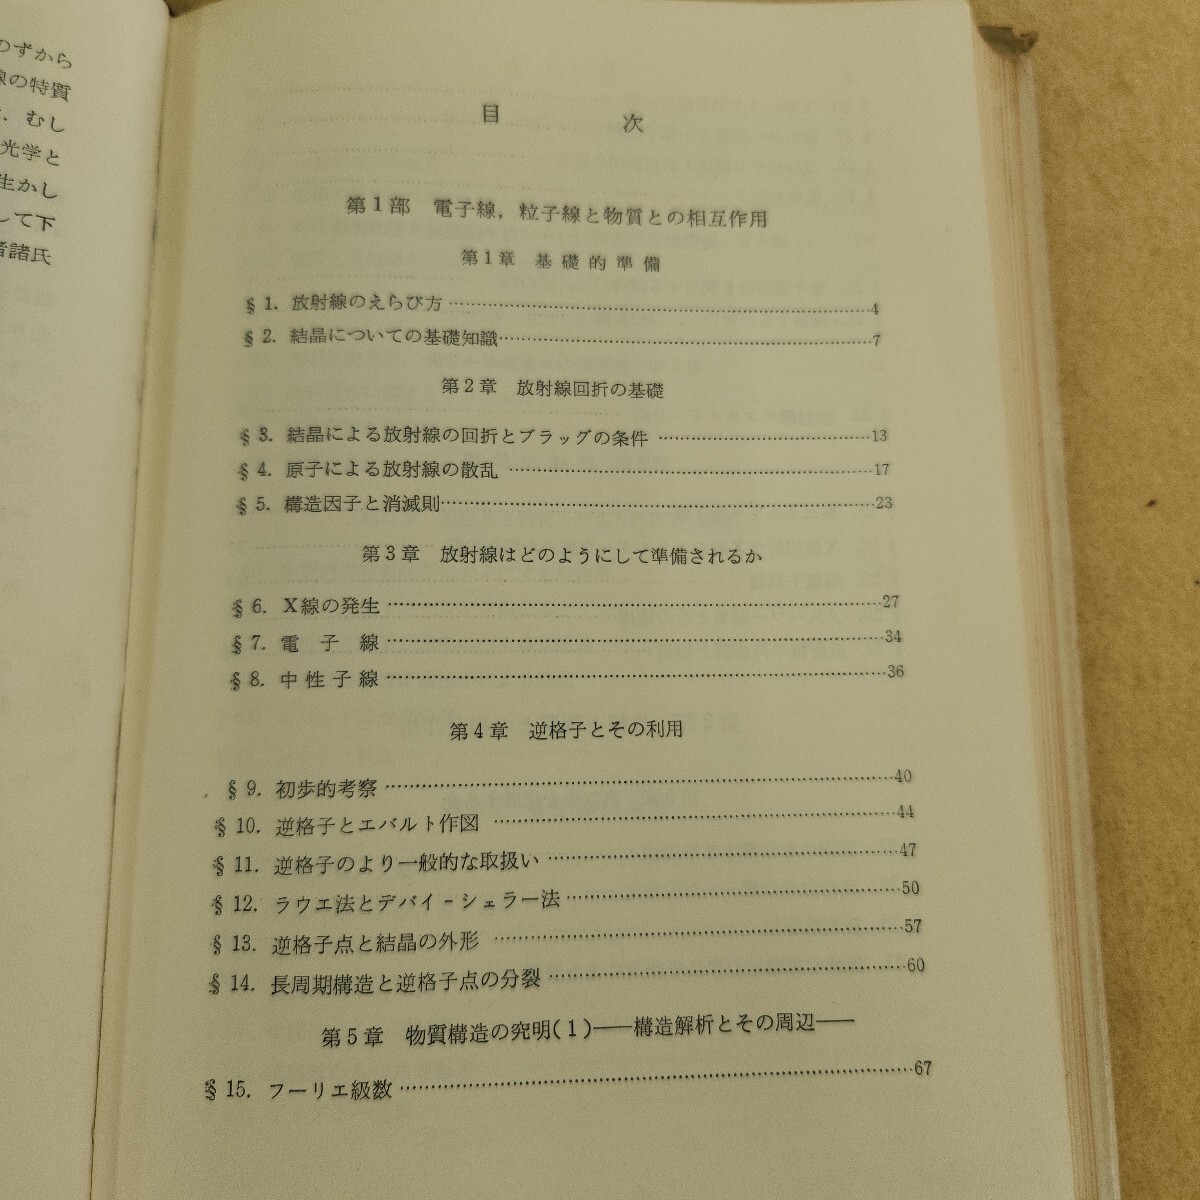 のずから
線の特質
むし
光学と
生かし
して下
者諸氏
目次
第1部 電子線，粒子線と物質との相互作用
第1章 基礎的準備
§ 1. 放射線のえらび方 4
§ 2. 結晶についての基礎知識 7
第2章 放射線回折の基礎
§ 3. 結晶による放射線の回折とブラッグの条件 13
§ 4. 原子による放射線の散乱 17
§ 5. 構造因子と消滅則 23
第3章 放射線はどのようにして準備されるか
§ 6. X線の発生 27
§ 7. 電子線 34
§ 8. 中性子線 36
第4章 逆格子とその利用
§ 9. 初歩的考察 40
§ 10. 逆格子とエバルト作図 44
§ 11. 逆格子のより一般的な取扱い 47
§ 12. ラウエ法とデバイ－シェラー法 50
§ 13. 逆格子点と結晶の外形 57
§ 14. 長周期構造と逆格子点の分裂 60
第5章 物質構造の究明(1)——構造解析とその周辺——
§ 15. フーリエ級数 67